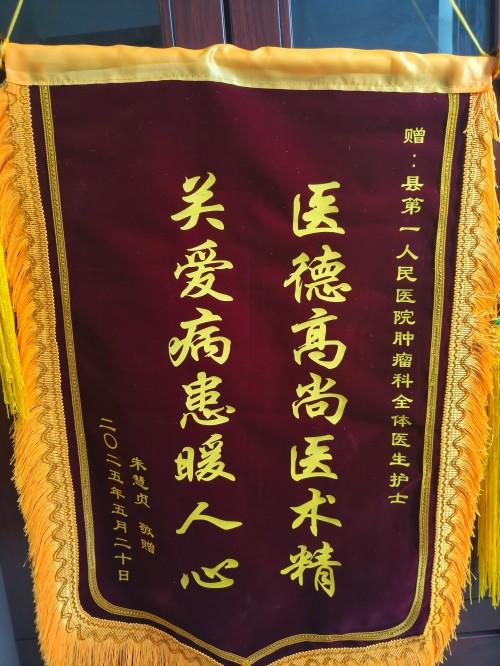 赠：县第一人民医院肿瘤科全体医生护士
医德高尚医术精
关爱病患暖人心
朱慧贞 敬赠
二〇二五年五月二十日